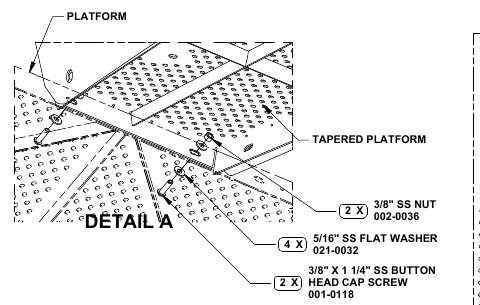 PLATFORM
TAPERED PLATFORM
DETAIL A
2 X 3/8" SS NUT
002-0036
4 X 5/16" SS FLAT WASHER
021-0032
3/8" X 1 1/4" SS BUTTON
2 X HEAD CAP SCREW
001-0118